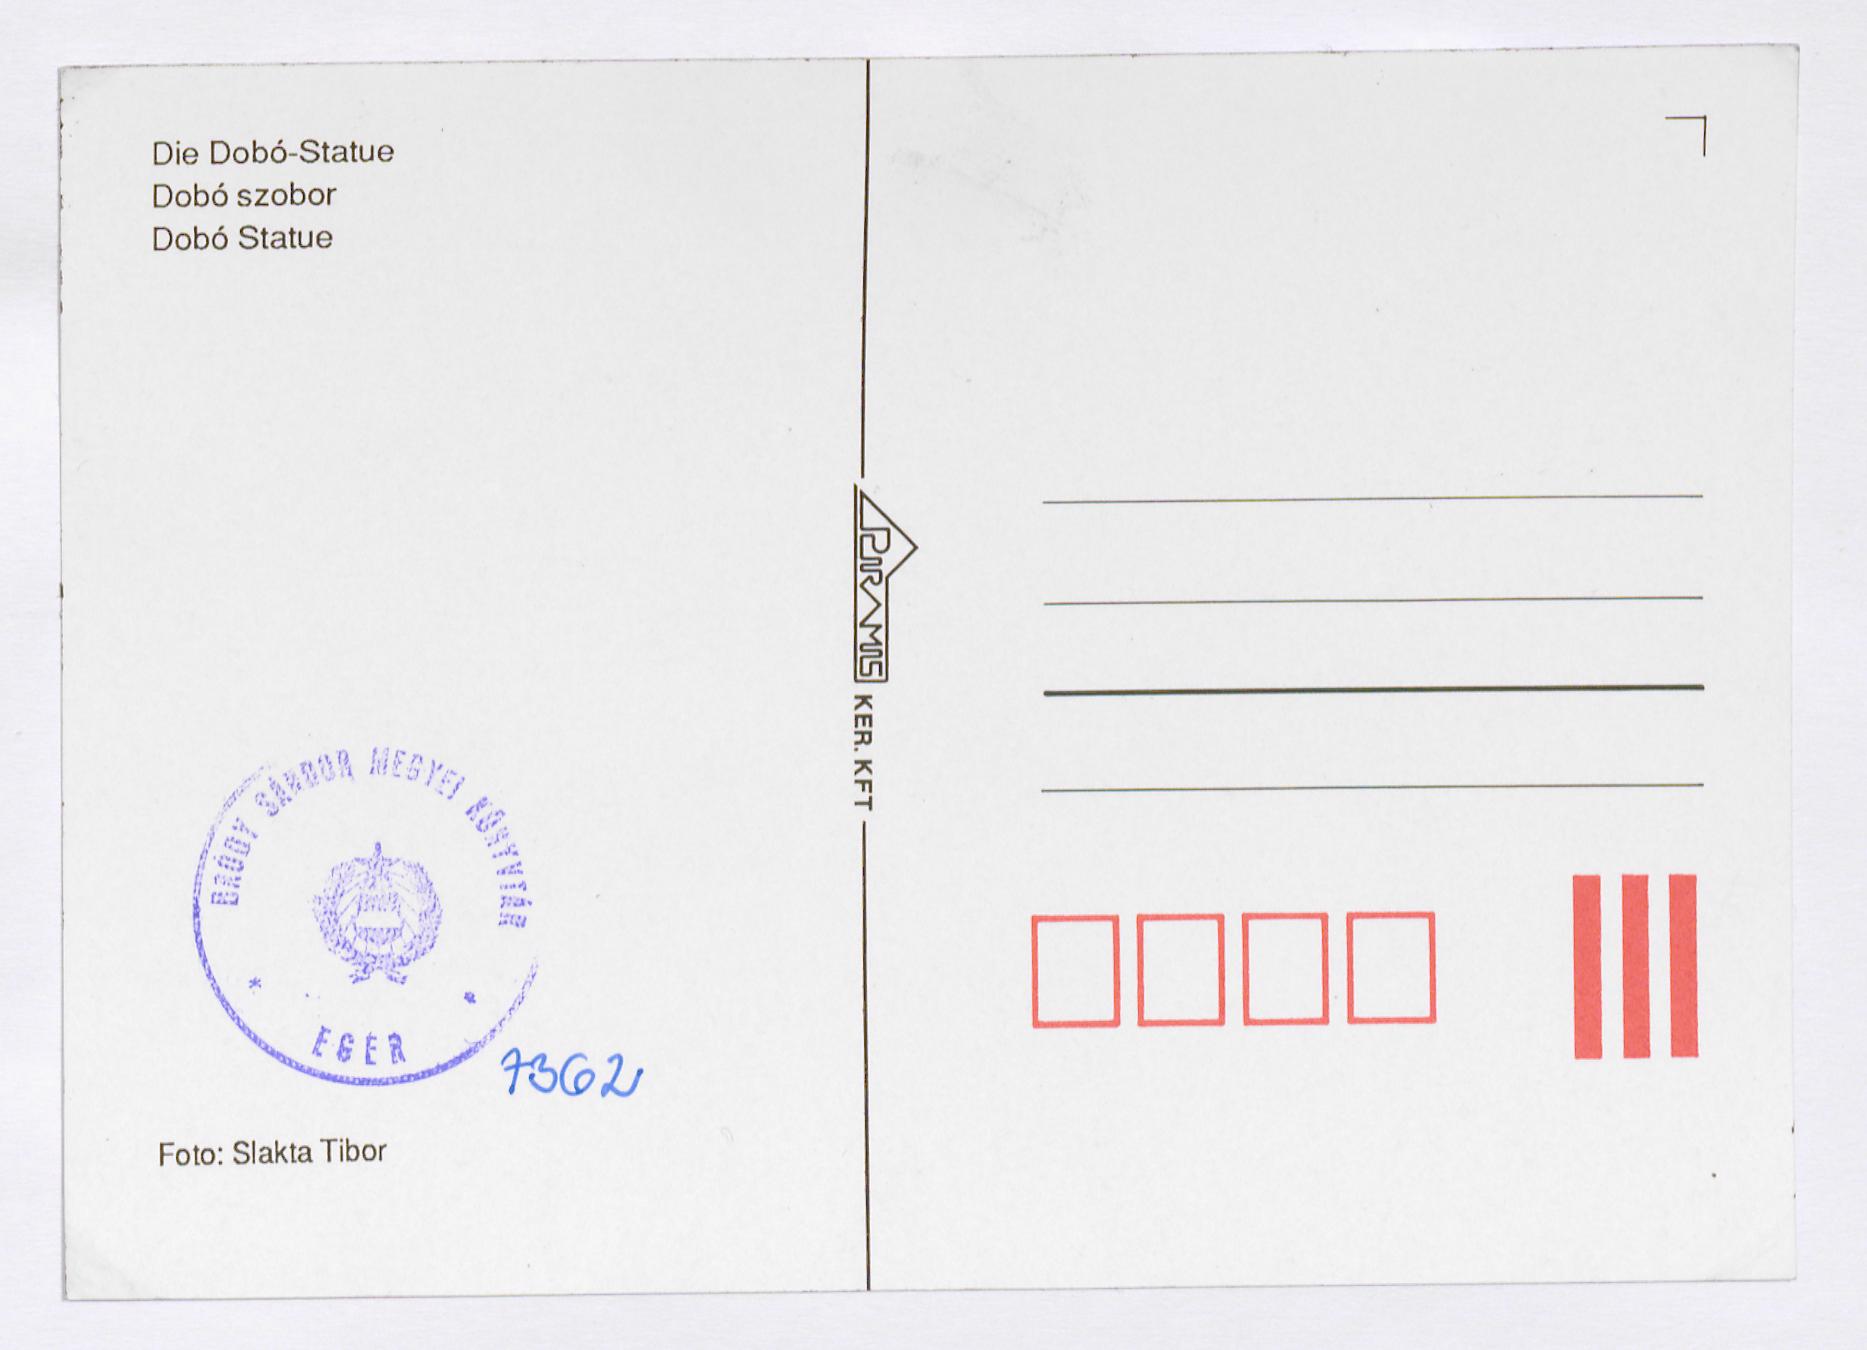 Die Dobó-Statue
Dobó szobor
Dobó Statue
BRÓDY SÁNDOR MEGYEI KÖNYVTÁR
* *
EGER
7362
Foto: Slakta Tibor
PIRAMIS KER. KFT